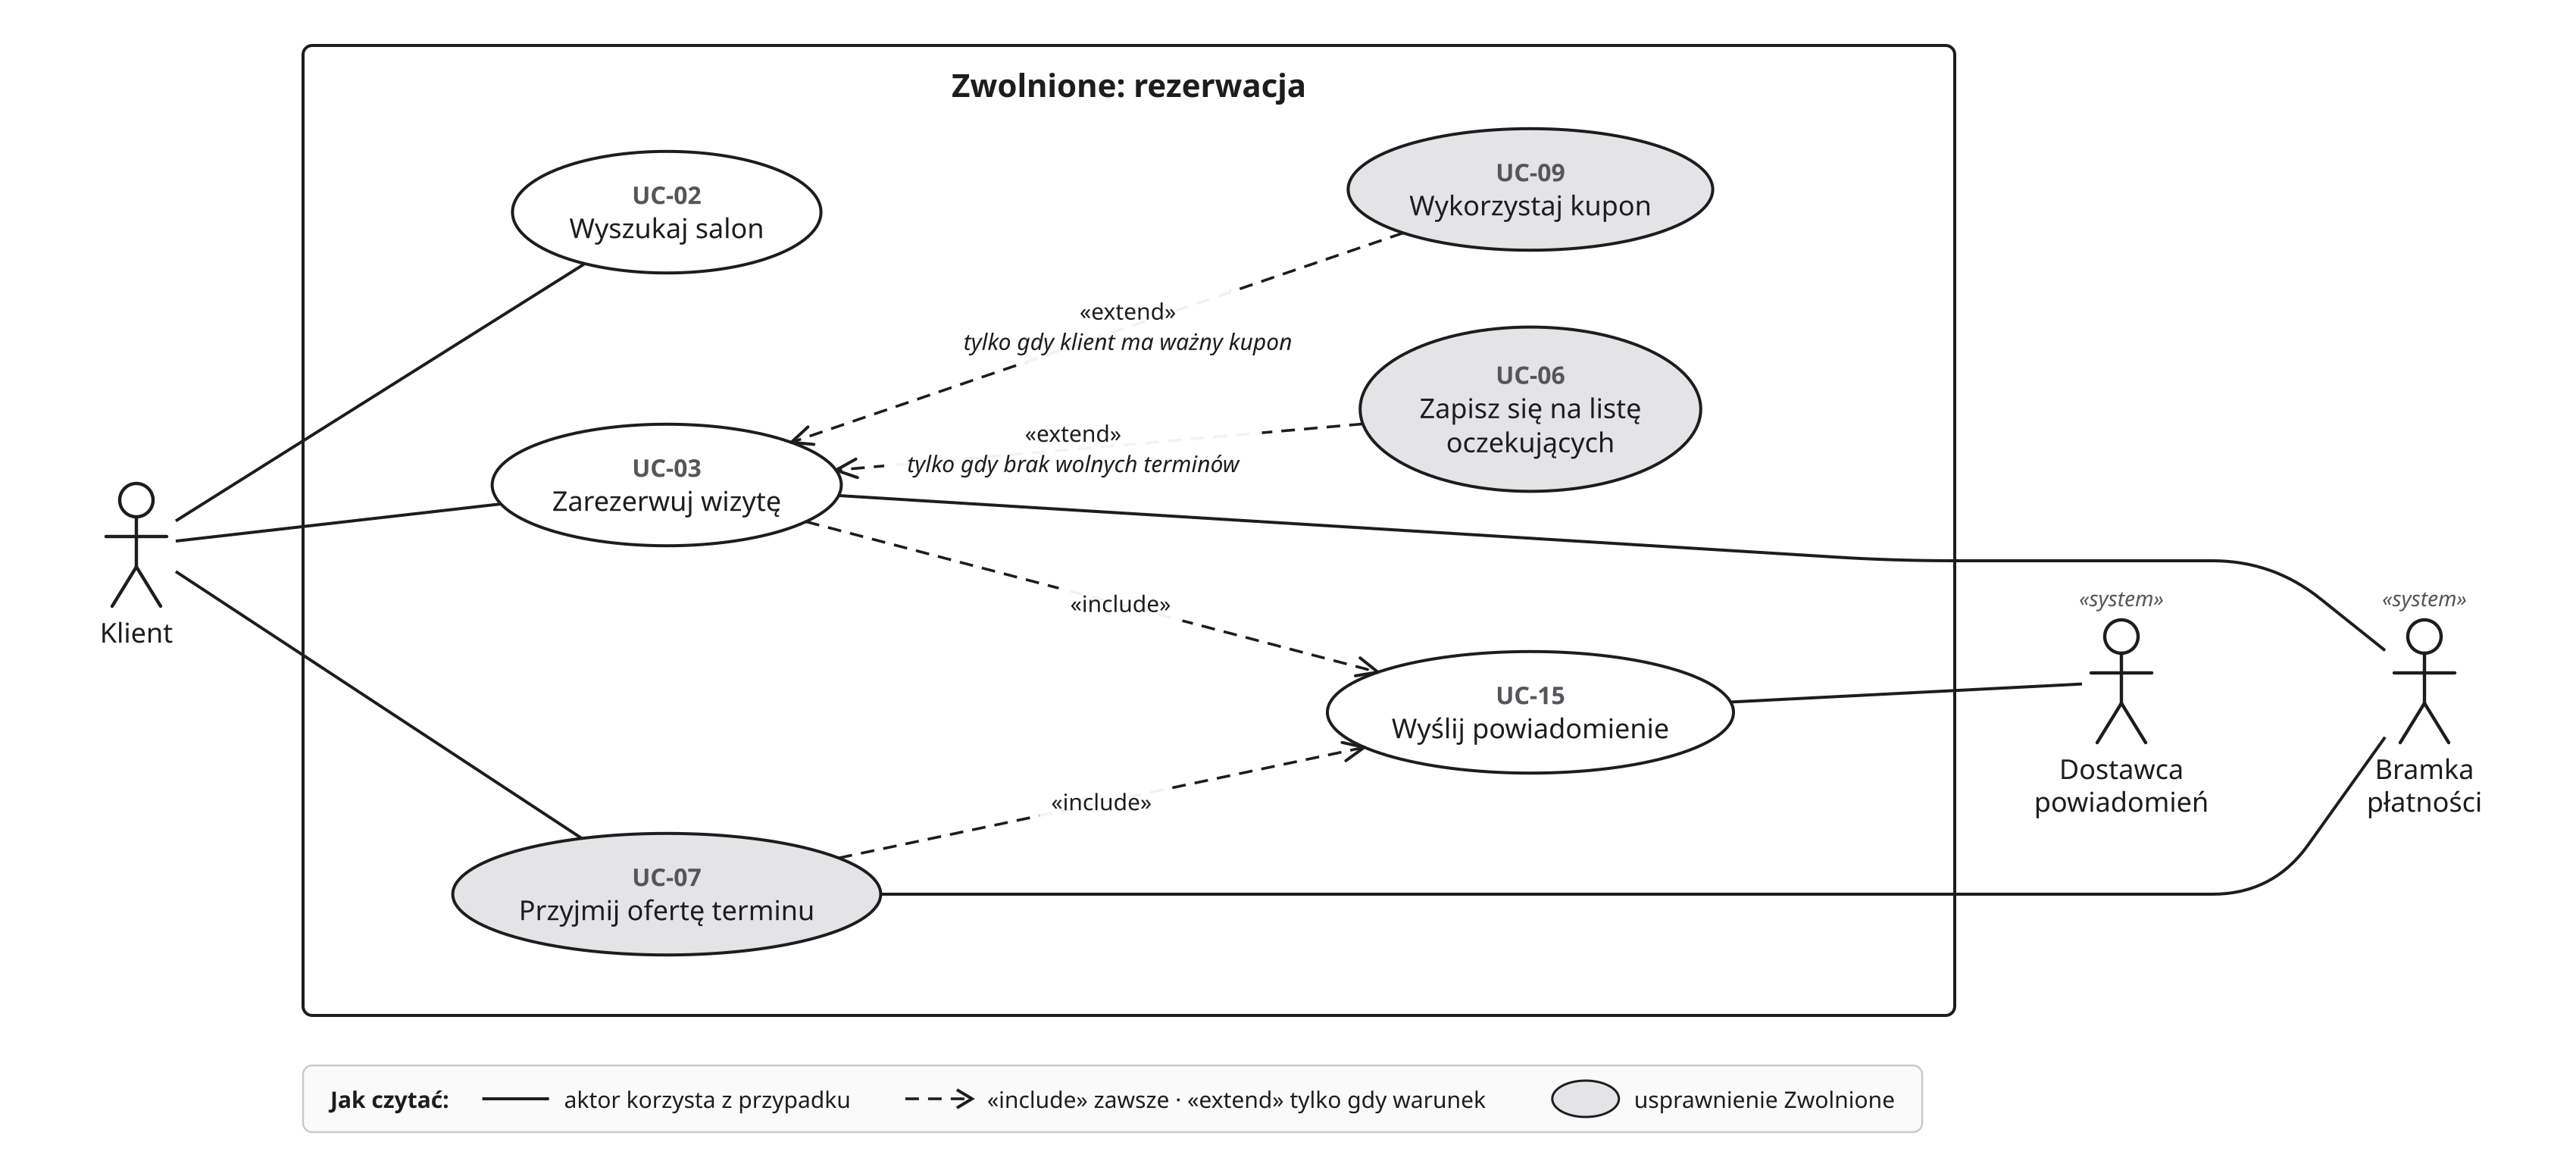 Zwolnione: rezerwacja
UC-02
Wyszukaj salon
UC-09
Wykorzystaj kupon
«extend»
tylko gdy klient ma ważny kupon
UC-06
Zapisz się na listę
oczekujących
«extend»
tylko gdy brak wolnych terminów
UC-03
Zarezerwuj wizytę
Klient
«include»
«system»
Dostawca
powiadomień
«system»
Bramka
płatności
UC-15
Wyślij powiadomienie
«include»
UC-07
Przyjmij ofertę terminu
Jak czytać:
aktor korzysta z przypadku
«include» zawsze · «extend» tylko gdy warunek
usprawnienie Zwolnione